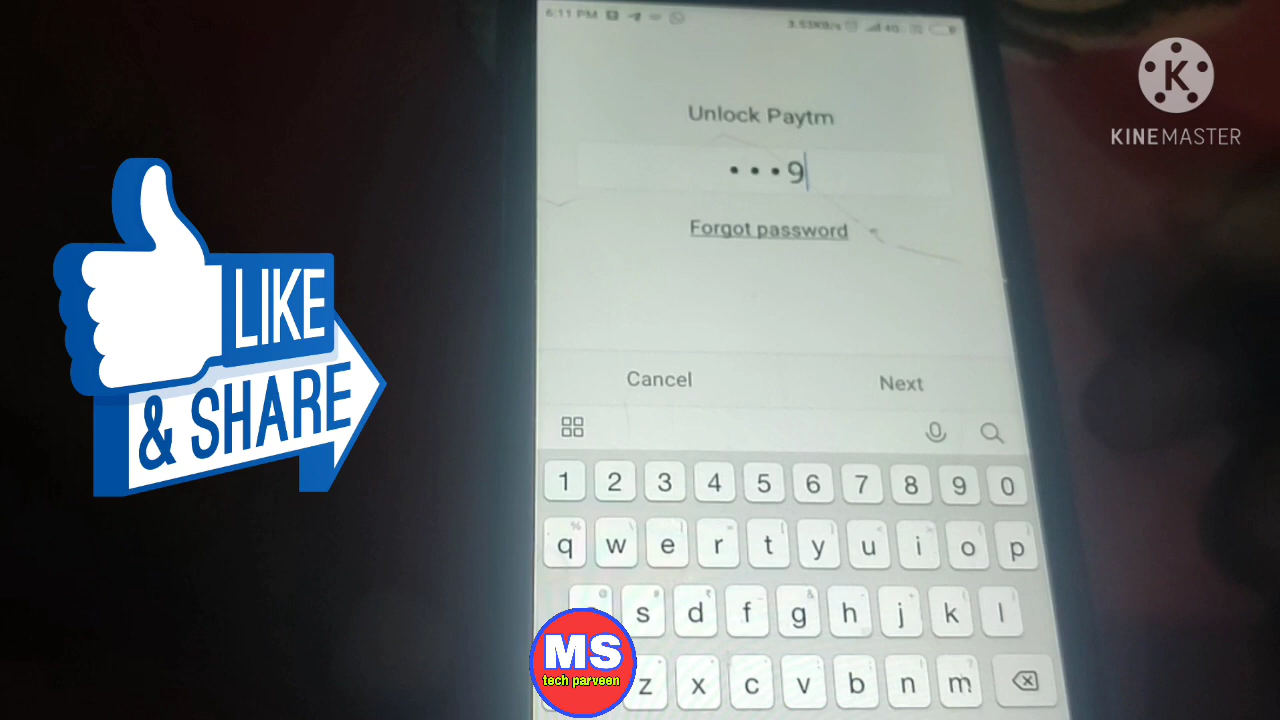 6:11 PM
3.53KB/s
4G
KINEMASTER
Unlock Paytm
•••9
Forgot password
LIKE
& SHARE
Cancel
Next
1 2 3 4 5 6 7 8 9 0
q w e r t y u i o p
s d f g h j k l
z x c v b n m
MS
tech parveen